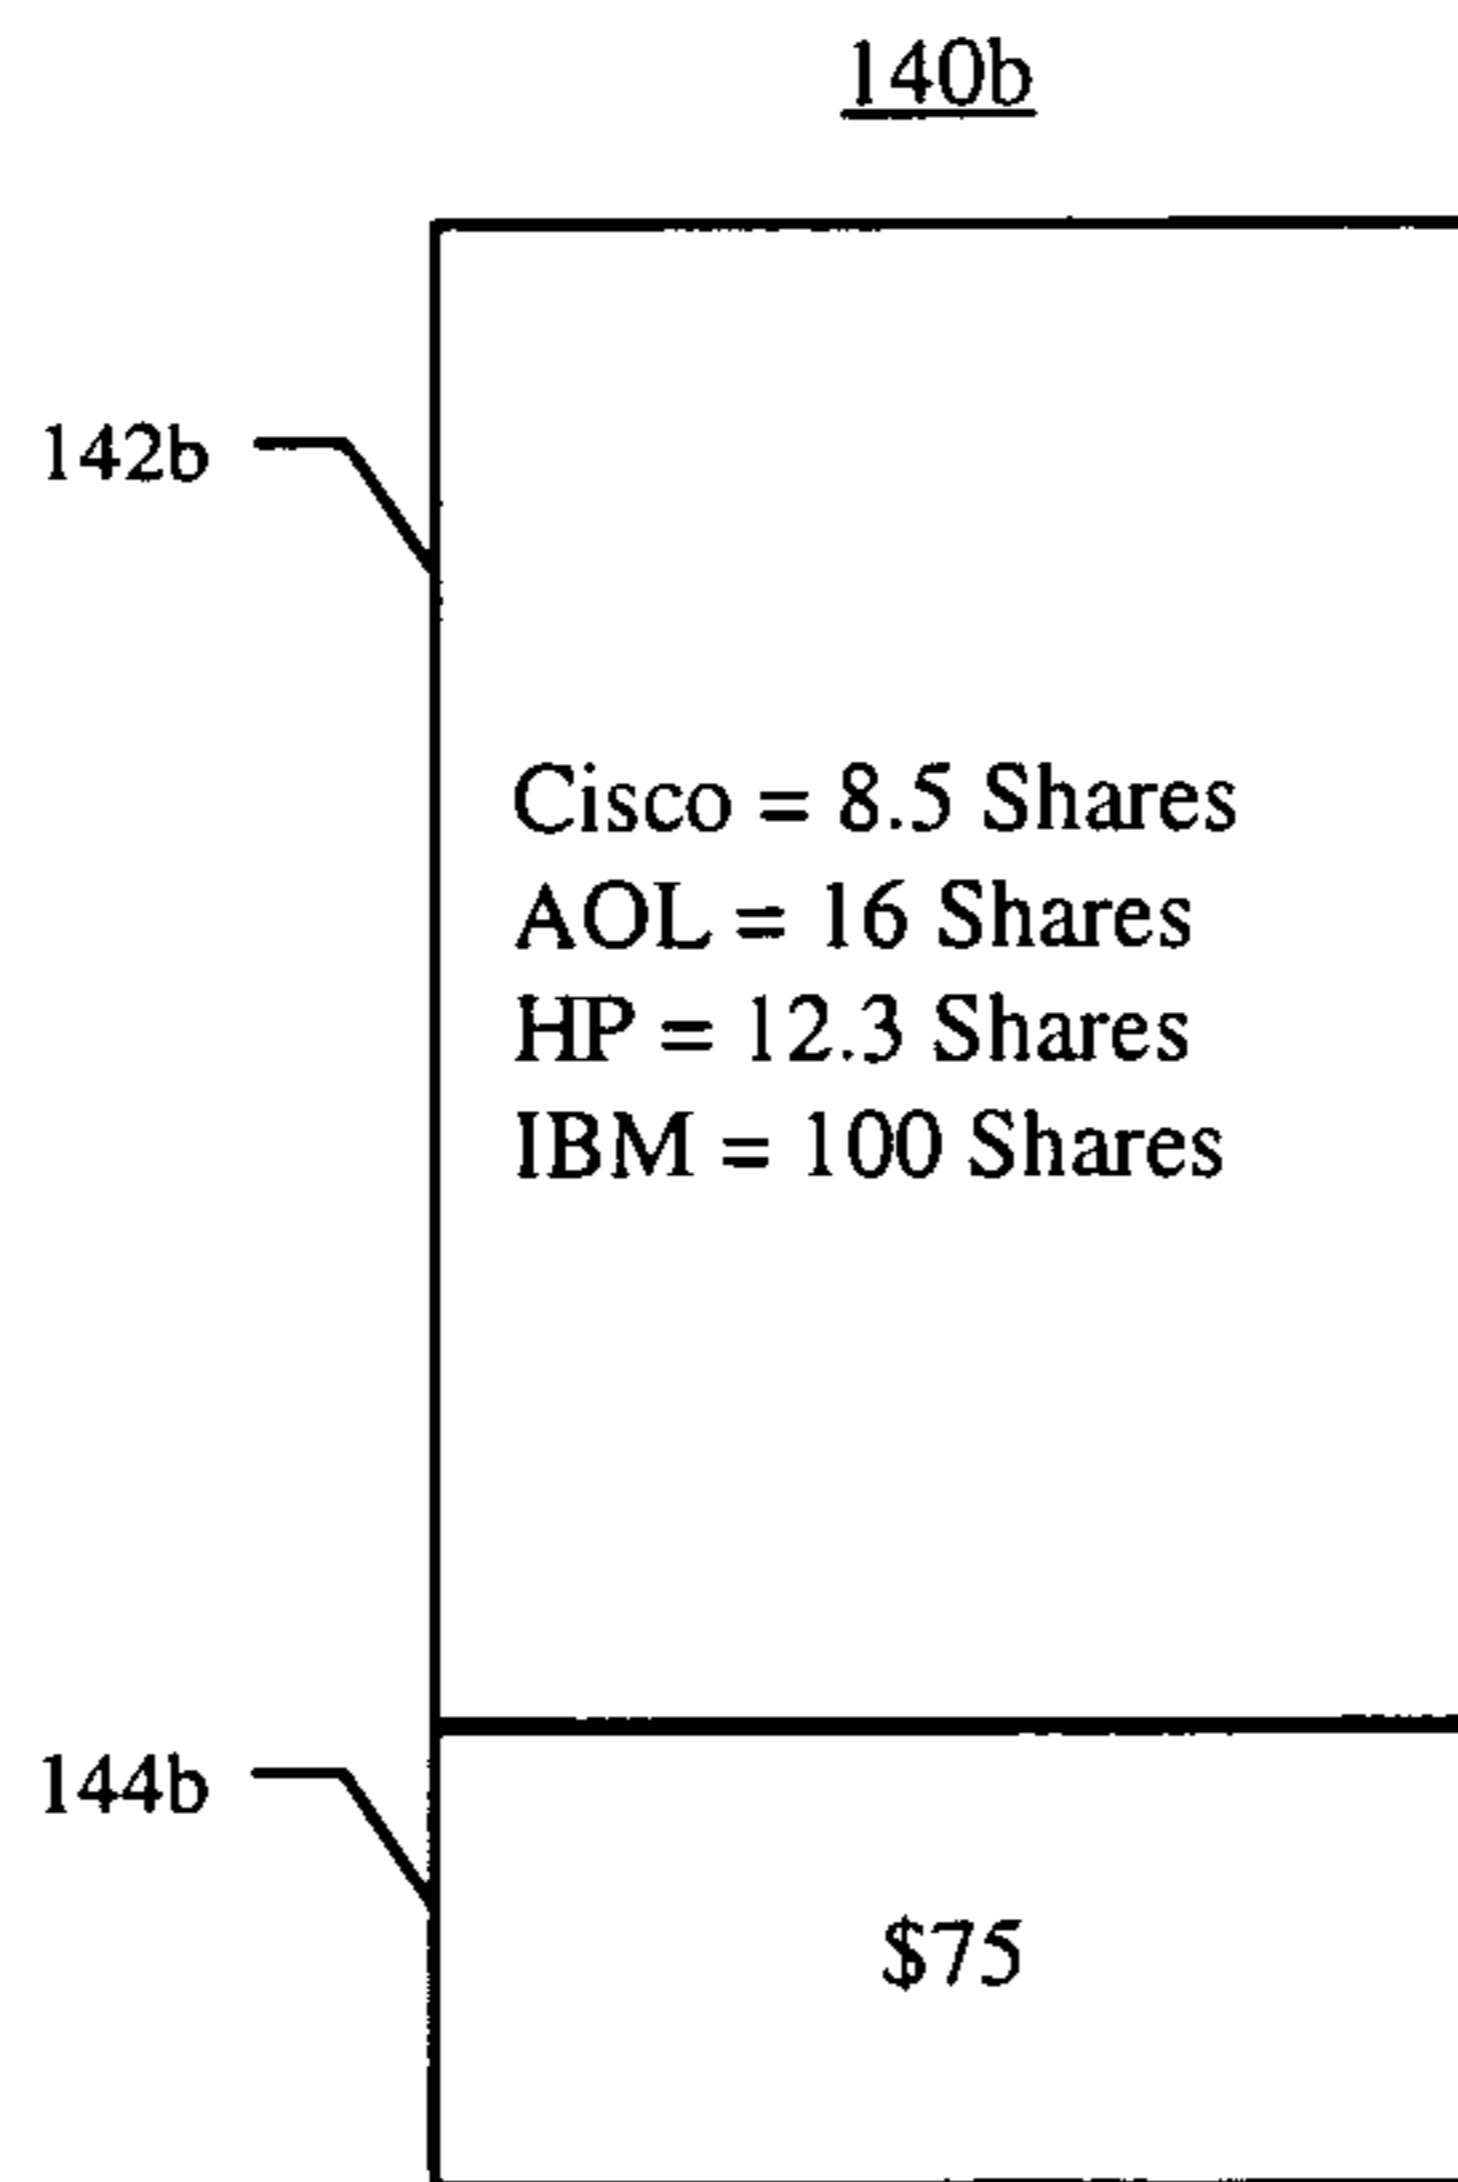 140b
142b
Cisco = 8.5 Shares
AOL = 16 Shares
HP = 12.3 Shares
IBM = 100 Shares
144b
$75